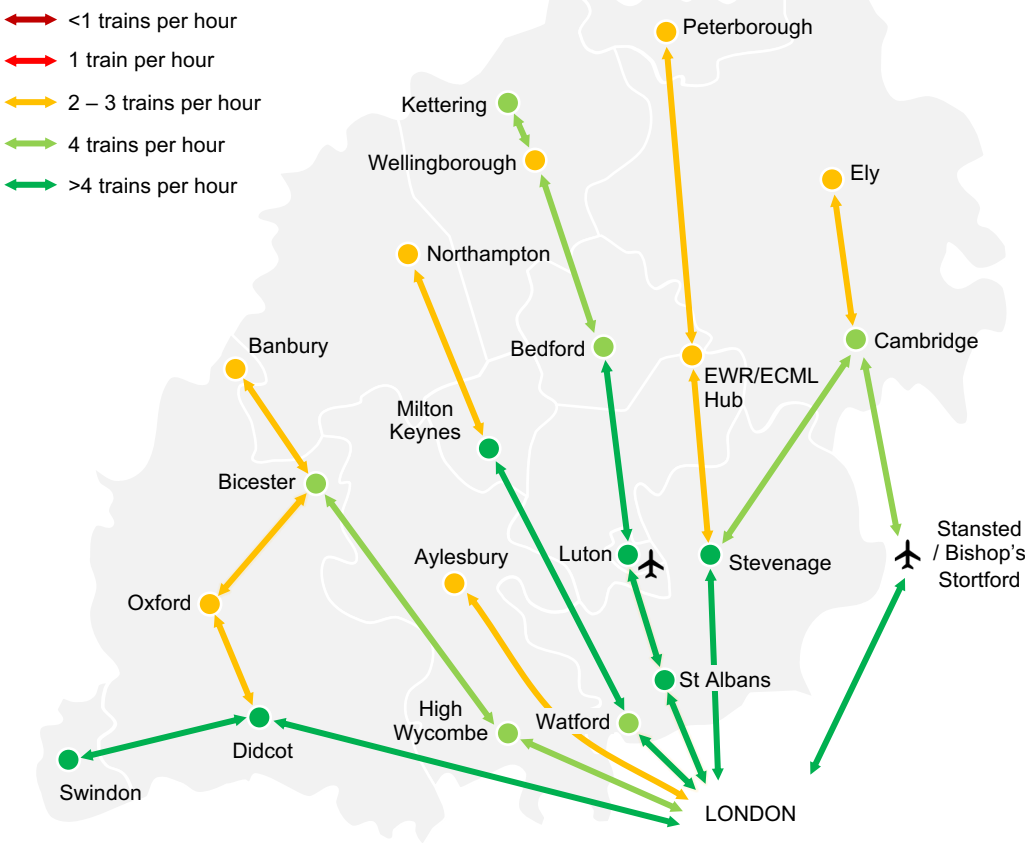 <1 trains per hour
1 train per hour
2 – 3 trains per hour
4 trains per hour
>4 trains per hour
Peterborough
Kettering
Wellingborough
Ely
Northampton
Banbury
Bedford
Cambridge
EWR/ECML
Hub
Milton
Keynes
Bicester
Aylesbury
Luton
Stevenage
Stansted
/ Bishop's
Stortford
Oxford
St Albans
High
Wycombe
Watford
Didcot
Swindon
LONDON